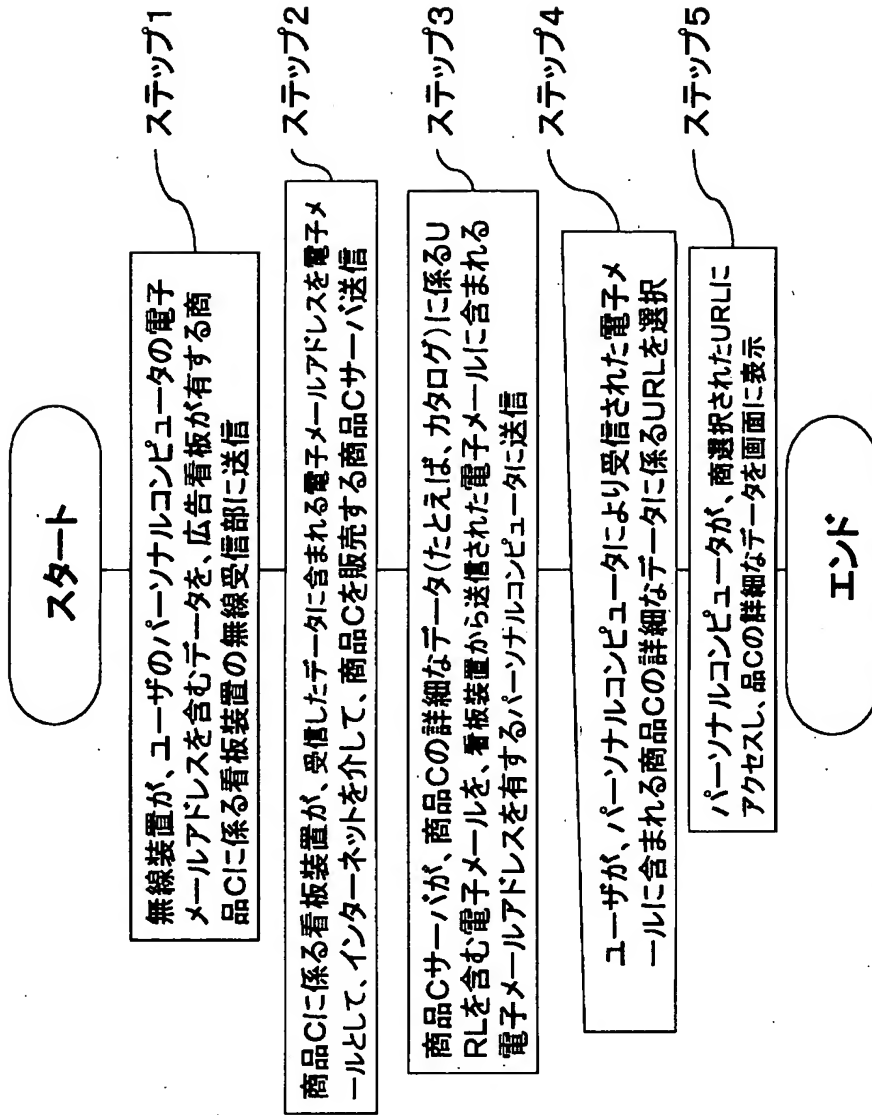 スタート
無線装置が、ユーザのパーソナルコンピュータの電子
メールアドレスを含むデータを、広告看板が有する商
品Cに係る看板装置の無線受信部に送信
ステップ1
商品Cに係る看板装置が、受信したデータに含まれる電子メールアドレスを電子メ
ールとして、インターネットを介して、商品Cを販売する商品Cサーバ送信
ステップ2
商品Cサーバが、商品Cの詳細なデータ(たとえば、カタログ)に係るU
RLを含む電子メールを、看板装置から送信された電子メールに含まれる
電子メールアドレスを有するパーソナルコンピュータに送信
ステップ3
ユーザが、パーソナルコンピュータにより受信された電子メ
ールに含まれる商品Cの詳細なデータに係るURLを選択
ステップ4
パーソナルコンピュータが、商選択されたURLに
アクセスし、品Cの詳細なデータを画面に表示
ステップ5
エンド